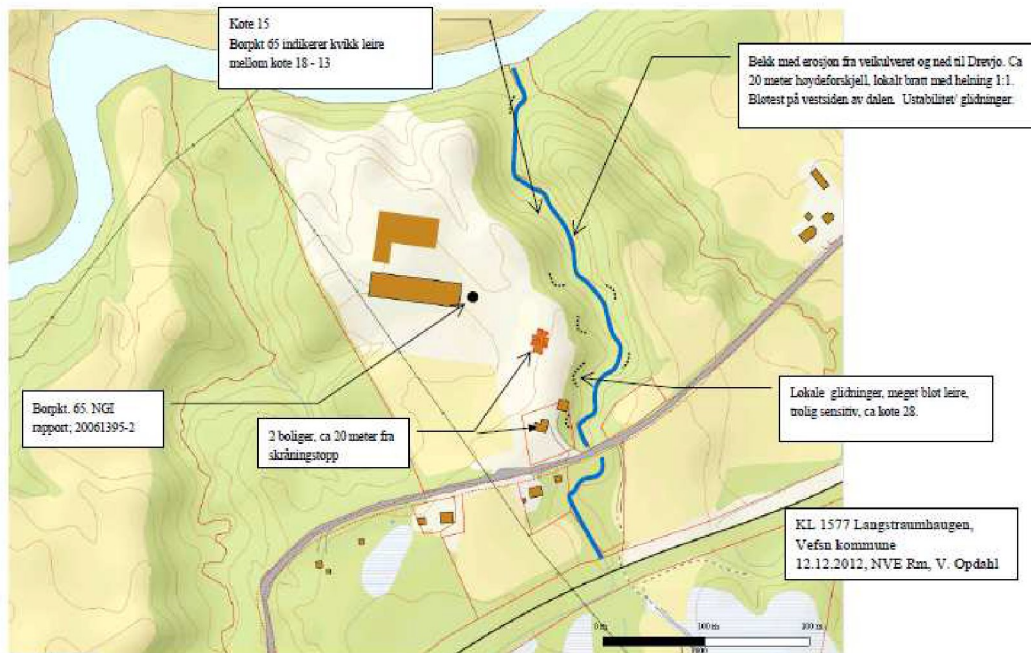 Kote 15
Borpkt 65 indikerer kvikk leire
mellom kote 18 - 13
Bekk med erosjon fra veikulveret og ned til Drevjo. Ca
20 meter høydeforskjell, lokalt bratt med helning 1:1.
Bløtest på vestsiden av dalen. Ustabilitet/ glidninger.
Borpkt. 65. NGI
rapport; 20061395-2
2 boliger, ca 20 meter fra
skråningstopp
Lokale glidninger, meget bløt leire,
trolig sensitiv, ca kote 28.
KL 1577 Langstraumhaugen,
Vefsn kommune
12.12.2012, NVE Rm, V. Opdahl
0 m 100 m